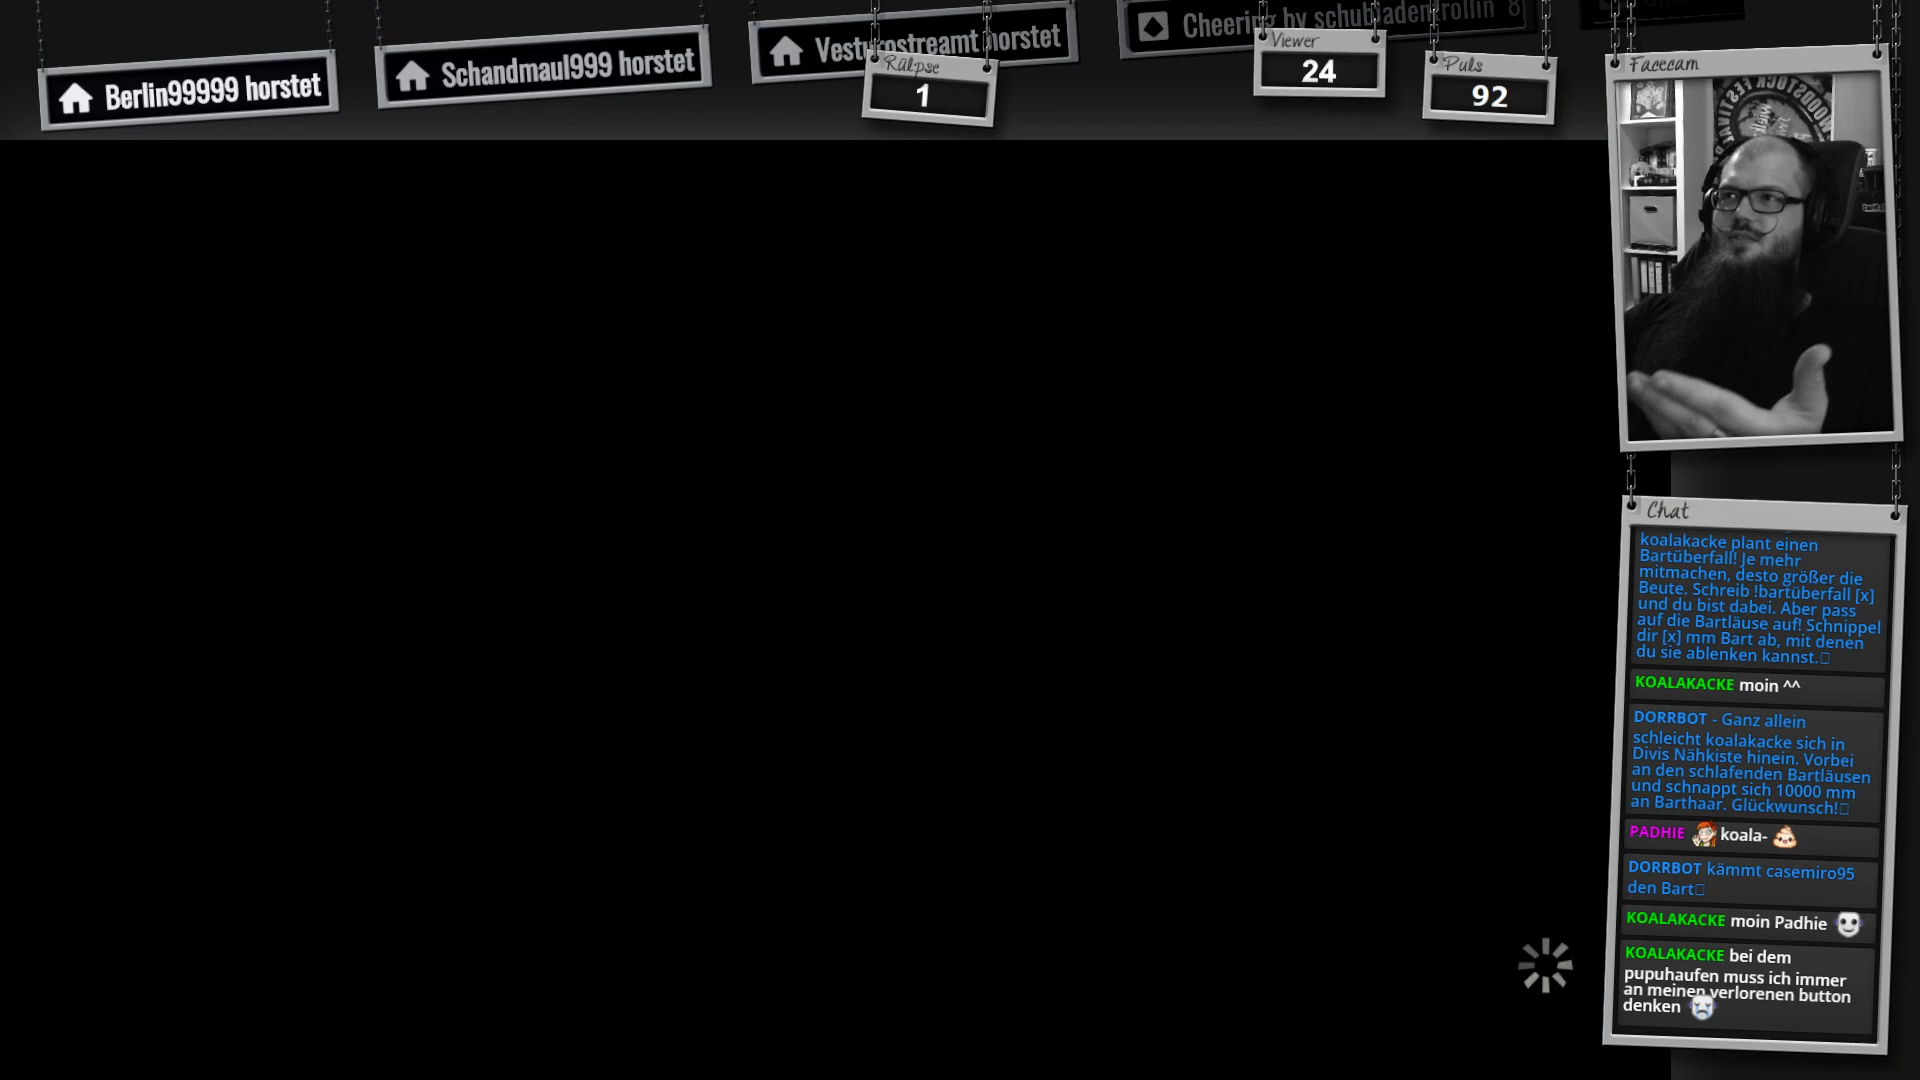 Berlin99999 horstet
Schandmaul999 horstet
Vesturostreamt horstet
Cheering by schubladentrollin 8
Rülpse
1
Viewer
24
Puls
92
Facecam
Chat
koalakacke plant einen
Bartüberfall! Je mehr
mitmachen, desto größer die
Beute. Schreib !bartüberfall [x]
und du bist dabei. Aber pass
auf die Bartläuse auf! Schnippel
dir [x] mm Bart ab, mit denen
du sie ablenken kannst.
KOALAKACKE moin ^^
DORRBOT - Ganz allein
schleicht koalakacke sich in
Divis Nähkiste hinein. Vorbei
an den schlafenden Bartläusen
und schnappt sich 10000 mm
an Barthaar. Glückwunsch!
PADHIE koala-
DORRBOT kämmt casemiro95
den Bart
KOALAKACKE moin Padhie
KOALAKACKE bei dem
pupuhaufen muss ich immer
an meinen verlorenen button
denken